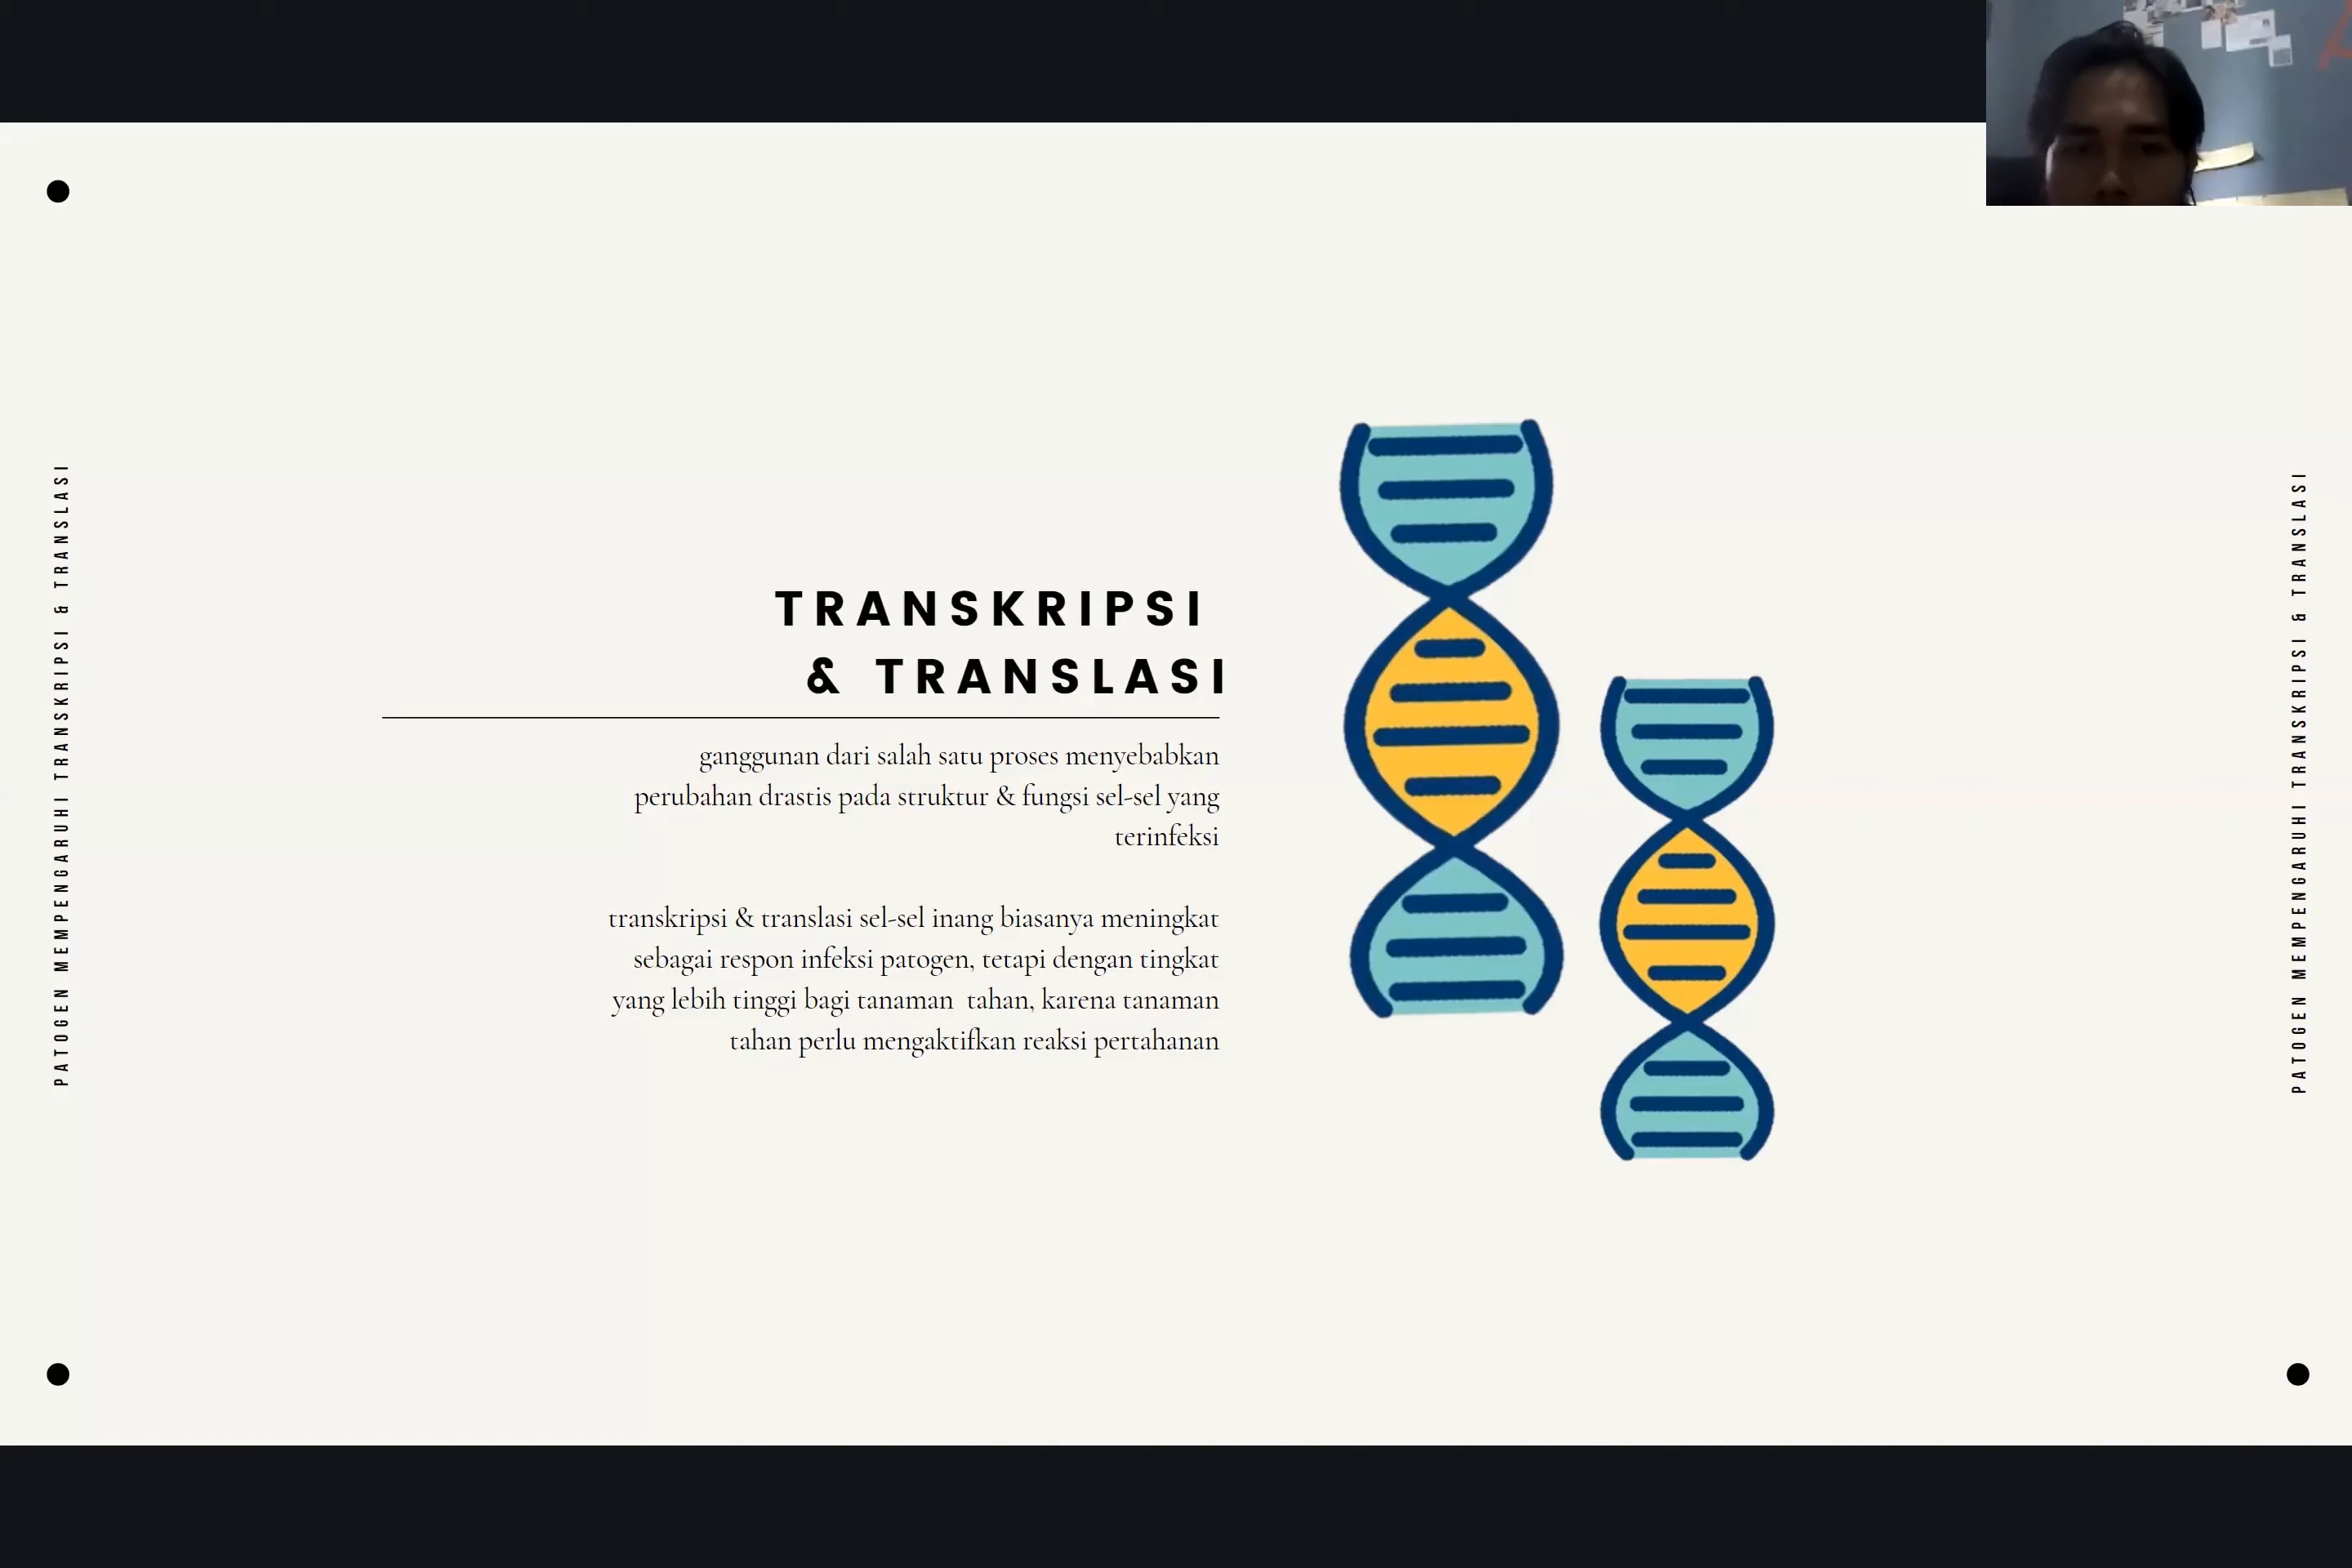 PATOGEN MEMPENGARUHI TRANSKRIPSI & TRANSLASI
TRANSKRIPSI
& TRANSLASI
ganggunan dari salah satu proses menyebabkan
perubahan drastis pada struktur & fungsi sel-sel yang
terinfeksi
transkripsi & translasi sel-sel inang biasanya meningkat
sebagai respon infeksi patogen, tetapi dengan tingkat
yang lebih tinggi bagi tanaman  tahan, karena tanaman
tahan perlu mengaktifkan reaksi pertahanan
PATOGEN MEMPENGARUHI TRANSKRIPSI & TRANSLASI